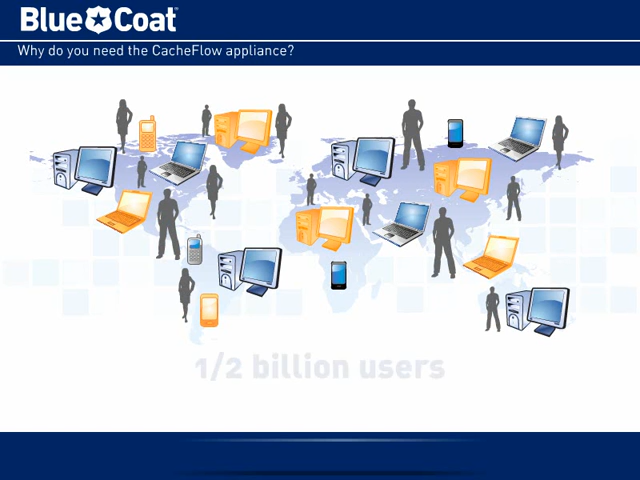 Blue Coat
Why do you need the CacheFlow appliance?
1/2 billion users